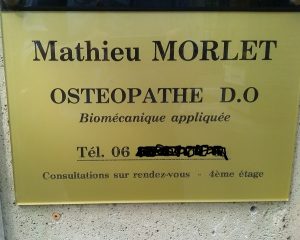 Mathieu MORLET
OSTEOPATHE D.O
Biomécanique appliquée
Tél. 06
Consultations sur rendez-vous - 4ème étage